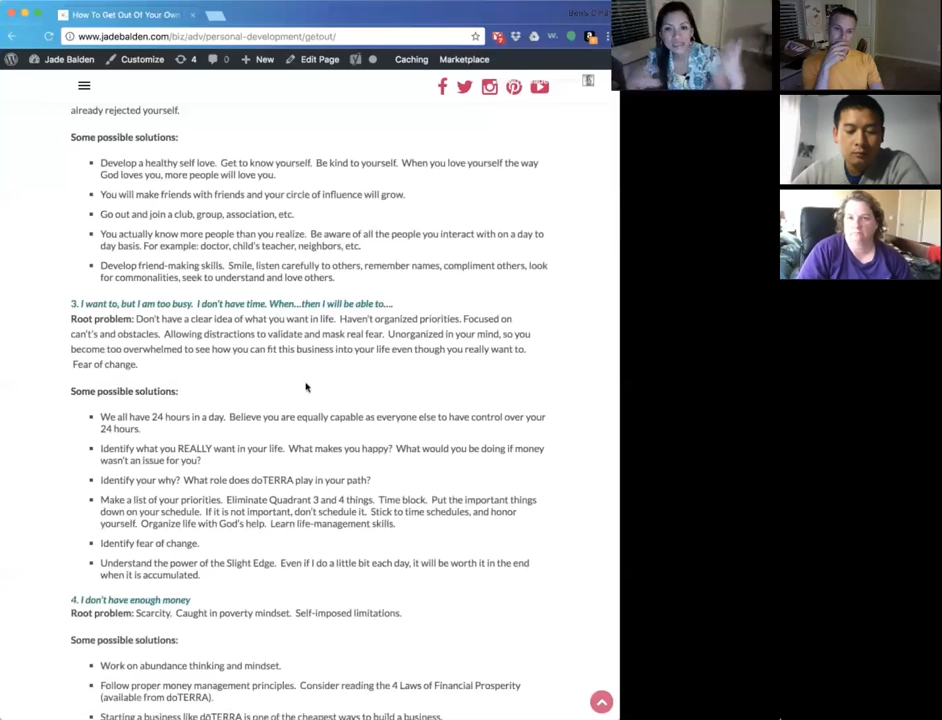 How To Get Out Of Your Own
www.jadebalden.com/biz/adv/personal-development/getout/
Jade Balden Customize 4 0 New Edit Page Caching Marketplace
already rejected yourself.
Some possible solutions:
Develop a healthy self love. Get to know yourself. Be kind to yourself. When you love yourself the way
God loves you, more people will love you.
You will make friends with friends and your circle of influence will grow.
Go out and join a club, group, association, etc.
You actually know more people than you realize. Be aware of all the people you interact with on a day to
day basis. For example: doctor, child's teacher, neighbors, etc.
Develop friend-making skills. Smile, listen carefully to others, remember names, compliment others, look
for commonalities, seek to understand and love others.
3. I want to, but I am too busy. I don't have time. When...then I will be able to....
Root problem: Don't have a clear idea of what you want in life. Haven't organized priorities. Focused on
can't's and obstacles. Allowing distractions to validate and mask real fear. Unorganized in your mind, so you
become too overwhelmed to see how you can fit this business into your life even though you really want to.
Fear of change.
Some possible solutions:
We all have 24 hours in a day. Believe you are equally capable as everyone else to have control over your
24 hours.
Identify what you REALLY want in your life. What makes you happy? What would you be doing if money
wasn't an issue for you?
Identify your why? What role does doTERRA play in your path?
Make a list of your priorities. Eliminate Quadrant 3 and 4 things. Time block. Put the important things
down on your schedule. If it is not important, don't schedule it. Stick to time schedules, and honor
yourself. Organize life with God's help. Learn life-management skills.
Identify fear of change.
Understand the power of the Slight Edge. Even if I do a little bit each day, it will be worth it in the end
when it is accumulated.
4. I don't have enough money
Root problem: Scarcity. Caught in poverty mindset. Self-imposed limitations.
Some possible solutions:
Work on abundance thinking and mindset.
Follow proper money management principles. Consider reading the 4 Laws of Financial Prosperity
(available from doTERRA).
Starting a business like dōTERRA is one of the cheapest ways to build a business.